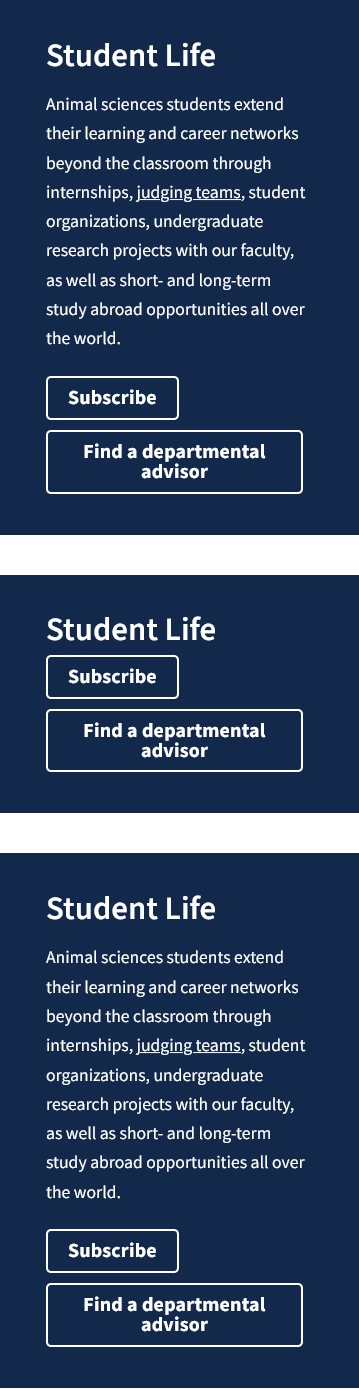 Student Life
Animal sciences students extend
their learning and career networks
beyond the classroom through
internships, judging teams, student
organizations, undergraduate
research projects with our faculty,
as well as short- and long-term
study abroad opportunities all over
the world.
Subscribe
Find a departmental
advisor
Student Life
Subscribe
Find a departmental
advisor
Student Life
Animal sciences students extend
their learning and career networks
beyond the classroom through
internships, judging teams, student
organizations, undergraduate
research projects with our faculty,
as well as short- and long-term
study abroad opportunities all over
the world.
Subscribe
Find a departmental
advisor